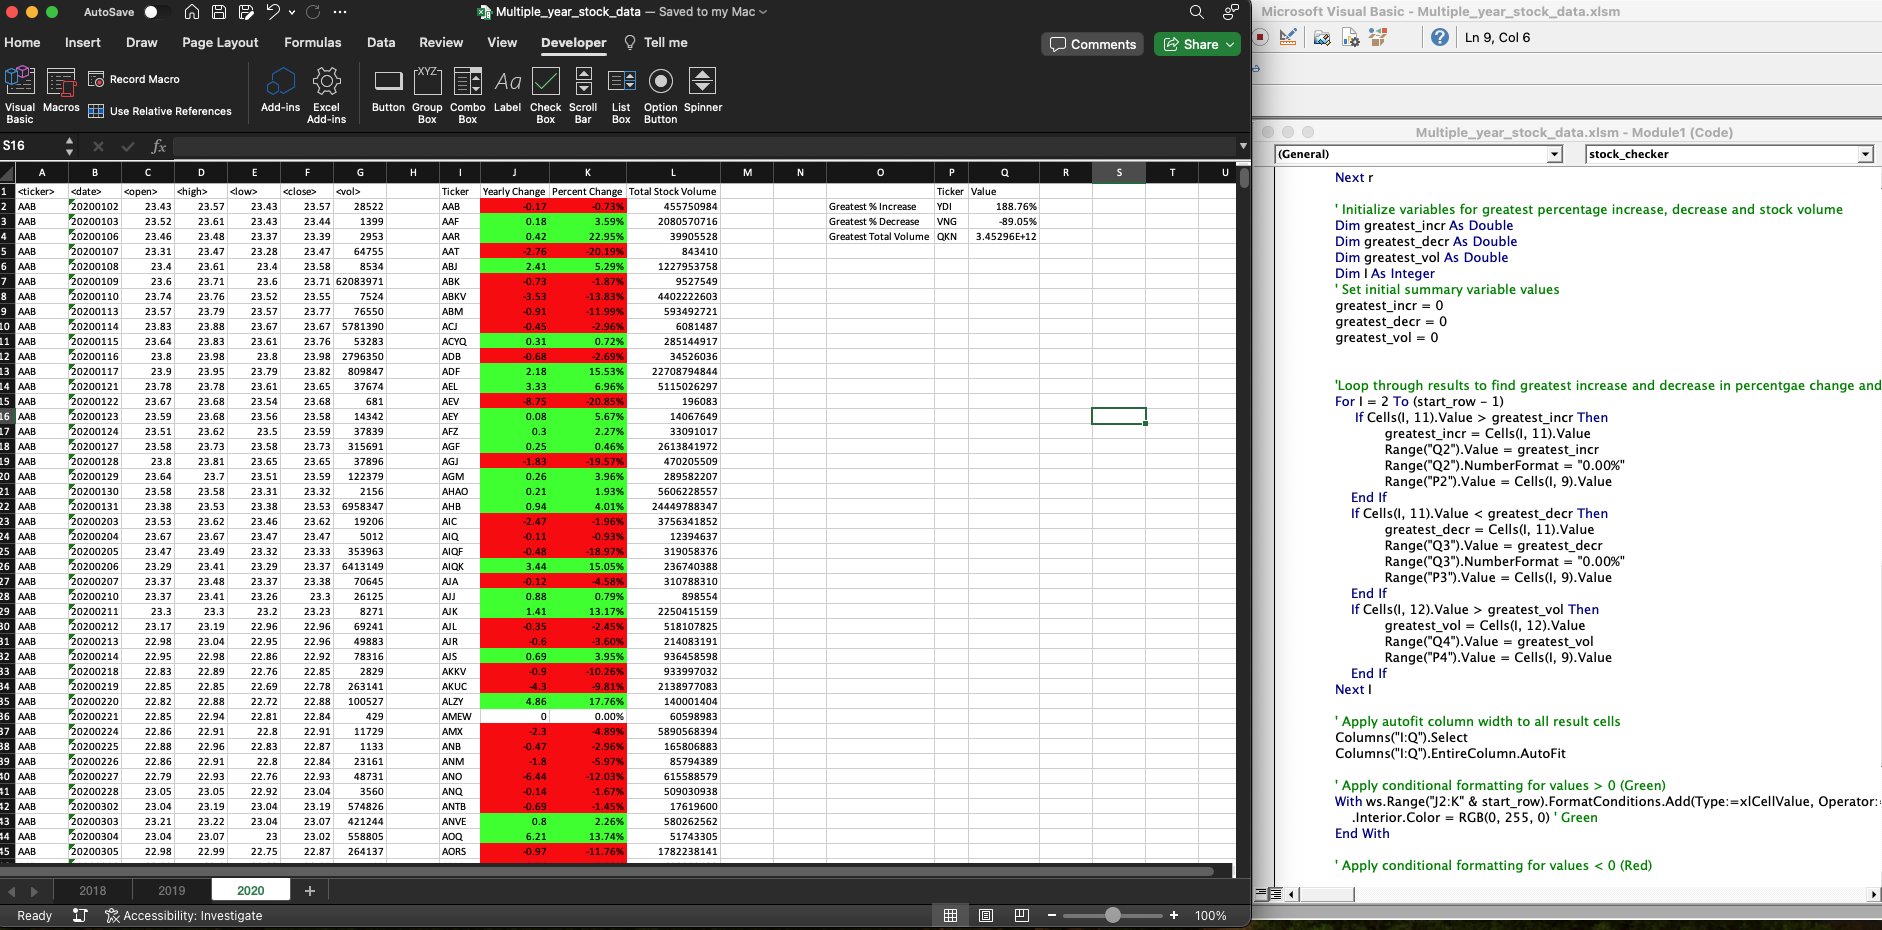 AutoSave Multiple_year_stock_data — Saved to my Mac
Home Insert Draw Page Layout Formulas Data Review View Developer Tell me Comments Share
Visual Basic Macros Record Macro Use Relative References Add-ins Excel Add-ins Button Group Box Combo Box Label Check Box Scroll Bar List Box Option Button Spinner
XYZ Aa
S16 fx
A B C D E F G H I J K L M N O P Q R S T U
1 <ticker> <date> <open> <high> <low> <close> <vol> Ticker Yearly Change Percent Change Total Stock Volume Ticker Value
2 AAB 20200102 23.43 23.57 23.43 23.57 28522 AAB -0.17 -0.73% 455750984 Greatest % Increase YDI 188.76%
3 AAB 20200103 23.52 23.61 23.43 23.44 1399 AAF 0.18 3.59% 2080570716 Greatest % Decrease VNG -89.05%
4 AAB 20200106 23.46 23.48 23.37 23.39 2953 AAR 0.42 22.95% 39905528 Greatest Total Volume QKN 3.45296E+12
5 AAB 20200107 23.31 23.47 23.28 23.47 64755 AAT -2.76 -20.19% 843410
6 AAB 20200108 23.4 23.61 23.4 23.58 8534 ABJ 2.41 5.29% 1227953758
7 AAB 20200109 23.6 23.71 23.6 23.71 62083971 ABK -0.73 -1.87% 9527549
8 AAB 20200110 23.74 23.76 23.52 23.55 7524 ABKV -3.53 -13.83% 4402222603
9 AAB 20200113 23.57 23.79 23.57 23.77 76550 ABM -0.91 -11.99% 593492721
10 AAB 20200114 23.83 23.88 23.67 23.67 5781390 ACJ -0.45 -2.96% 6081487
11 AAB 20200115 23.64 23.83 23.61 23.76 53283 ACYQ 0.31 0.72% 285144917
12 AAB 20200116 23.8 23.98 23.8 23.98 2796350 ADB -0.68 -2.69% 34526036
13 AAB 20200117 23.9 23.95 23.79 23.82 809847 ADF 2.18 15.53% 22708794844
14 AAB 20200121 23.78 23.78 23.61 23.65 37674 AEL 3.33 6.96% 5115026297
15 AAB 20200122 23.67 23.68 23.54 23.68 681 AEV -8.75 -20.85% 196083
16 AAB 20200123 23.59 23.68 23.56 23.58 14342 AEY 0.08 5.67% 14067649
17 AAB 20200124 23.51 23.62 23.5 23.59 37839 AFZ 0.3 2.27% 33091017
18 AAB 20200127 23.58 23.73 23.58 23.73 315691 AGF 0.25 0.46% 2613841972
19 AAB 20200128 23.8 23.81 23.65 23.65 37896 AGJ -1.83 -19.57% 470205509
20 AAB 20200129 23.64 23.7 23.51 23.59 122379 AGM 0.26 3.96% 289582207
21 AAB 20200130 23.58 23.58 23.31 23.32 2156 AHAO 0.21 1.93% 5606228557
22 AAB 20200131 23.38 23.53 23.38 23.53 6958347 AHB 0.94 4.01% 24449788347
23 AAB 20200203 23.53 23.62 23.46 23.62 19206 AIC -2.47 -1.96% 3756341852
24 AAB 20200204 23.67 23.67 23.47 23.47 5012 AIQ -0.11 -0.93% 12394637
25 AAB 20200205 23.47 23.49 23.32 23.33 353963 AIQF -0.48 -18.97% 319058376
26 AAB 20200206 23.29 23.41 23.29 23.37 6413149 AIQK 3.44 15.05% 236740388
27 AAB 20200207 23.37 23.48 23.37 23.38 70645 AJA -0.12 -4.58% 310788310
28 AAB 20200210 23.37 23.41 23.26 23.3 26125 AJJ 0.88 0.79% 898554
29 AAB 20200211 23.3 23.3 23.2 23.23 8271 AJK 1.41 13.17% 2250415159
30 AAB 20200212 23.17 23.19 22.96 22.96 69241 AJL -0.35 -2.45% 518107825
31 AAB 20200213 22.98 23.04 22.95 22.96 49883 AJR -0.6 -3.60% 214083191
32 AAB 20200214 22.95 22.98 22.86 22.92 78316 AJS 0.69 3.95% 936458598
33 AAB 20200218 22.83 22.89 22.76 22.85 2829 AKKV -0.9 -10.26% 933997032
34 AAB 20200219 22.85 22.85 22.69 22.78 263141 AKUC -4.3 -9.81% 2138977083
35 AAB 20200220 22.82 22.88 22.72 22.88 100527 ALZY 4.86 17.76% 140001404
36 AAB 20200221 22.85 22.94 22.81 22.84 429 AMEW 0 0.00% 60598983
37 AAB 20200224 22.86 22.91 22.8 22.91 11729 AMX -2.3 -4.89% 5890568394
38 AAB 20200225 22.88 22.96 22.83 22.87 1133 ANB -0.47 -2.96% 165806883
39 AAB 20200226 22.86 22.91 22.8 22.84 23161 ANM -1.8 -5.97% 85794389
40 AAB 20200227 22.79 22.93 22.76 22.93 48731 ANO -6.44 -12.03% 615588579
41 AAB 20200228 23.05 23.05 22.92 23.04 3560 ANQ -0.14 -1.67% 509030938
42 AAB 20200302 23.04 23.19 23.04 23.19 574826 ANTB -0.69 -1.45% 17619600
43 AAB 20200303 23.21 23.22 23.04 23.07 421244 ANVE 0.8 2.26% 580262562
44 AAB 20200304 23.04 23.07 23 23.02 558805 AOQ 6.21 13.74% 51743305
45 AAB 20200305 22.98 22.99 22.75 22.87 264137 AORS -0.97 -11.76% 1782238141
2018 2019 2020 +
Ready Accessibility: Investigate 100%
Microsoft Visual Basic - Multiple_year_stock_data.xlsm
Ln 9, Col 6
Multiple_year_stock_data.xlsm - Module1 (Code)
(General) stock_checker
Next r
' Initialize variables for greatest percentage increase, decrease and stock volume
Dim greatest_incr As Double
Dim greatest_decr As Double
Dim greatest_vol As Double
Dim I As Integer
' Set initial summary variable values
greatest_incr = 0
greatest_decr = 0
greatest_vol = 0
'Loop through results to find greatest increase and decrease in percentgae change and
For I = 2 To (start_row - 1)
If Cells(I, 11).Value > greatest_incr Then
greatest_incr = Cells(I, 11).Value
Range("Q2").Value = greatest_incr
Range("Q2").NumberFormat = "0.00%"
Range("P2").Value = Cells(I, 9).Value
End If
If Cells(I, 11).Value < greatest_decr Then
greatest_decr = Cells(I, 11).Value
Range("Q3").Value = greatest_decr
Range("Q3").NumberFormat = "0.00%"
Range("P3").Value = Cells(I, 9).Value
End If
If Cells(I, 12).Value > greatest_vol Then
greatest_vol = Cells(I, 12).Value
Range("Q4").Value = greatest_vol
Range("P4").Value = Cells(I, 9).Value
End If
Next I
' Apply autofit column width to all result cells
Columns("I:Q").Select
Columns("I:Q").EntireColumn.AutoFit
' Apply conditional formatting for values > 0 (Green)
With ws.Range("J2:K" & start_row).FormatConditions.Add(Type:=xlCellValue, Operator:=
.Interior.Color = RGB(0, 255, 0) ' Green
End With
' Apply conditional formatting for values < 0 (Red)